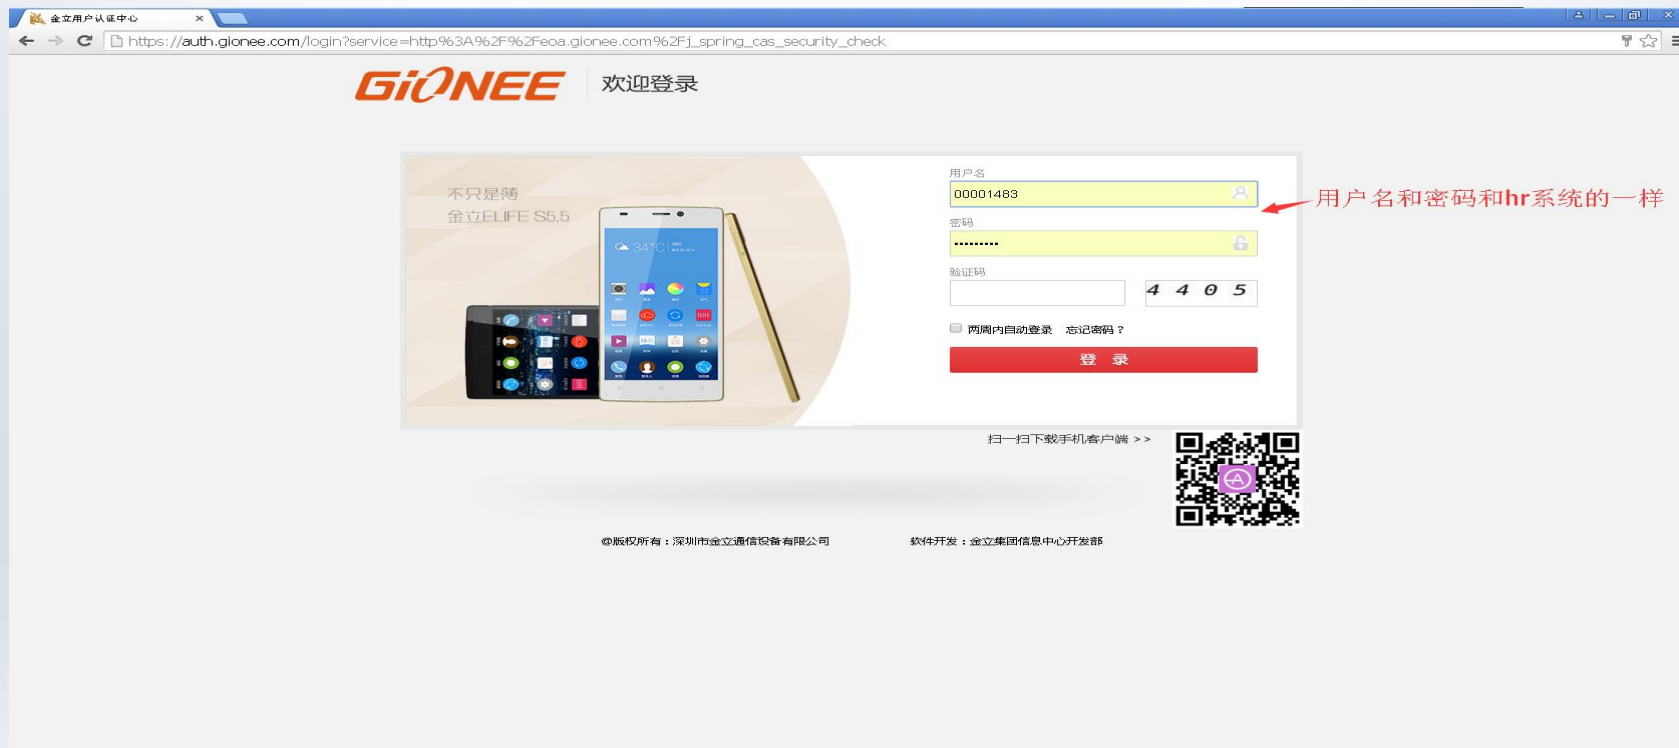 金立用户认证中心
https://auth.gionee.com/login?service=http%3A%2F%2Feoa.gionee.com%2Fj_spring_cas_security_check
GiONEE 欢迎登录
不只是薄
金立ELIFE S5.5
34°C
用户名
00001483
用户名和密码和hr系统的一样
密码
•••••••••
验证码
4 4 0 5
两周内自动登录 忘记密码？
登 录
扫一扫下载手机客户端 >>
@版权所有：深圳市金立通信设备有限公司 软件开发：金立集团信息中心开发部